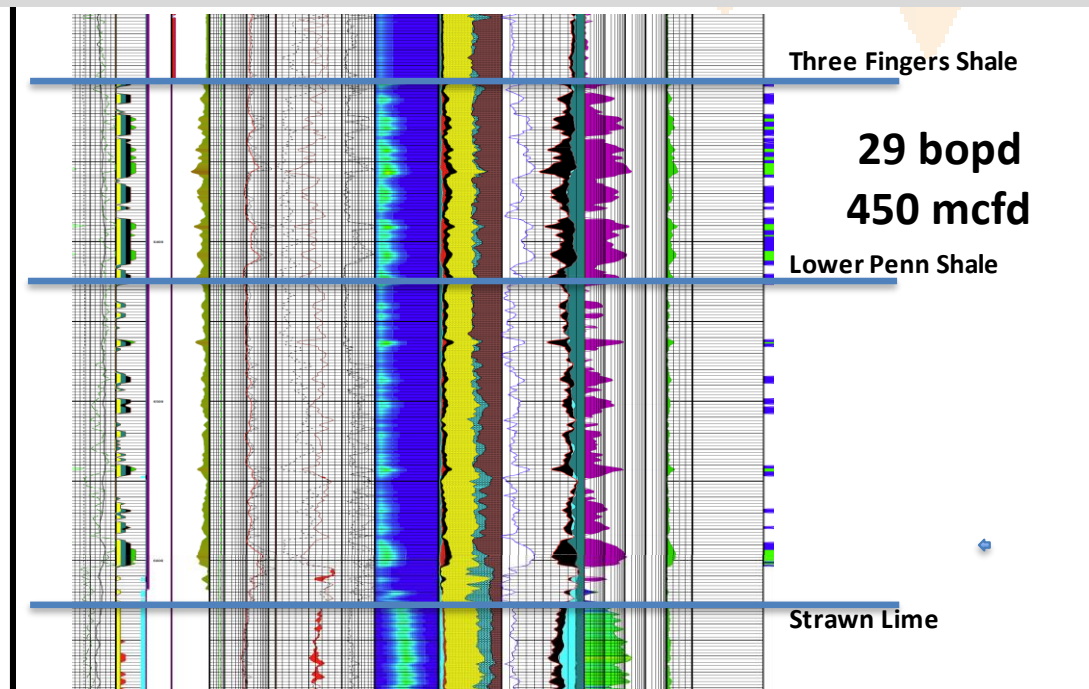 Three Fingers Shale
29 bopd
450 mcfd
Lower Penn Shale
Strawn Lime